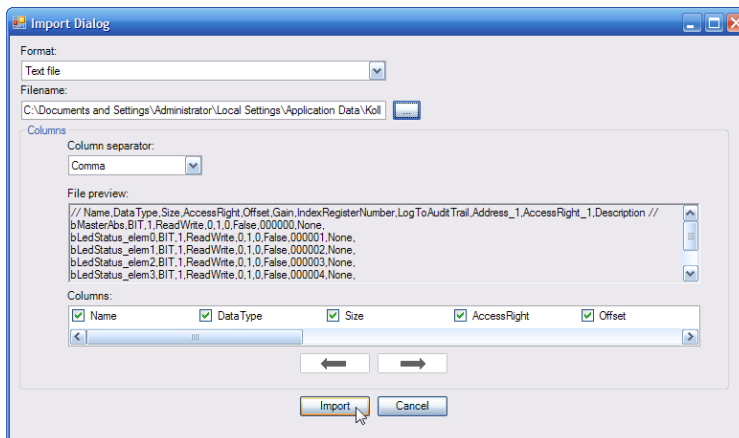 Import Dialog
Format:
Text file
Filename:
C:\Documents and Settings\Administrator\Local Settings\Application Data\Koll
...
Columns
Column separator:
Comma
File preview:
// Name,DataType,Size,AccessRight,Offset,Gain,IndexRegisterNumber,LogToAuditTrail,Address_1,AccessRight_1,Description //
bMasterAbs,BIT,1,ReadWrite,0,1,0,False,000000,None,
bLedStatus_elem0,BIT,1,ReadWrite,0,1,0,False,000001,None,
bLedStatus_elem1,BIT,1,ReadWrite,0,1,0,False,000002,None,
bLedStatus_elem2,BIT,1,ReadWrite,0,1,0,False,000003,None,
bLedStatus_elem3,BIT,1,ReadWrite,0,1,0,False,000004,None,
Columns:
Name DataType Size AccessRight Offset
Import Cancel